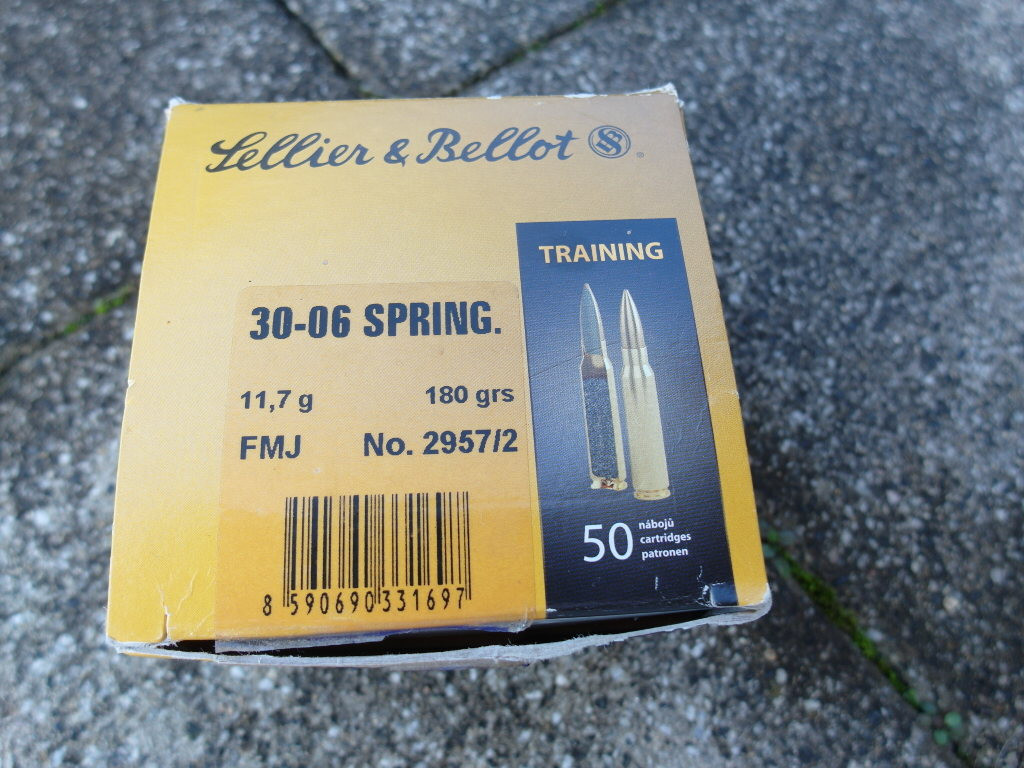 Sellier & Bellot
TRAINING
30-06 SPRING.
11,7 g 180 grs
FMJ No. 2957/2
50 nábojů
cartridges
patronen
8 590690 331697